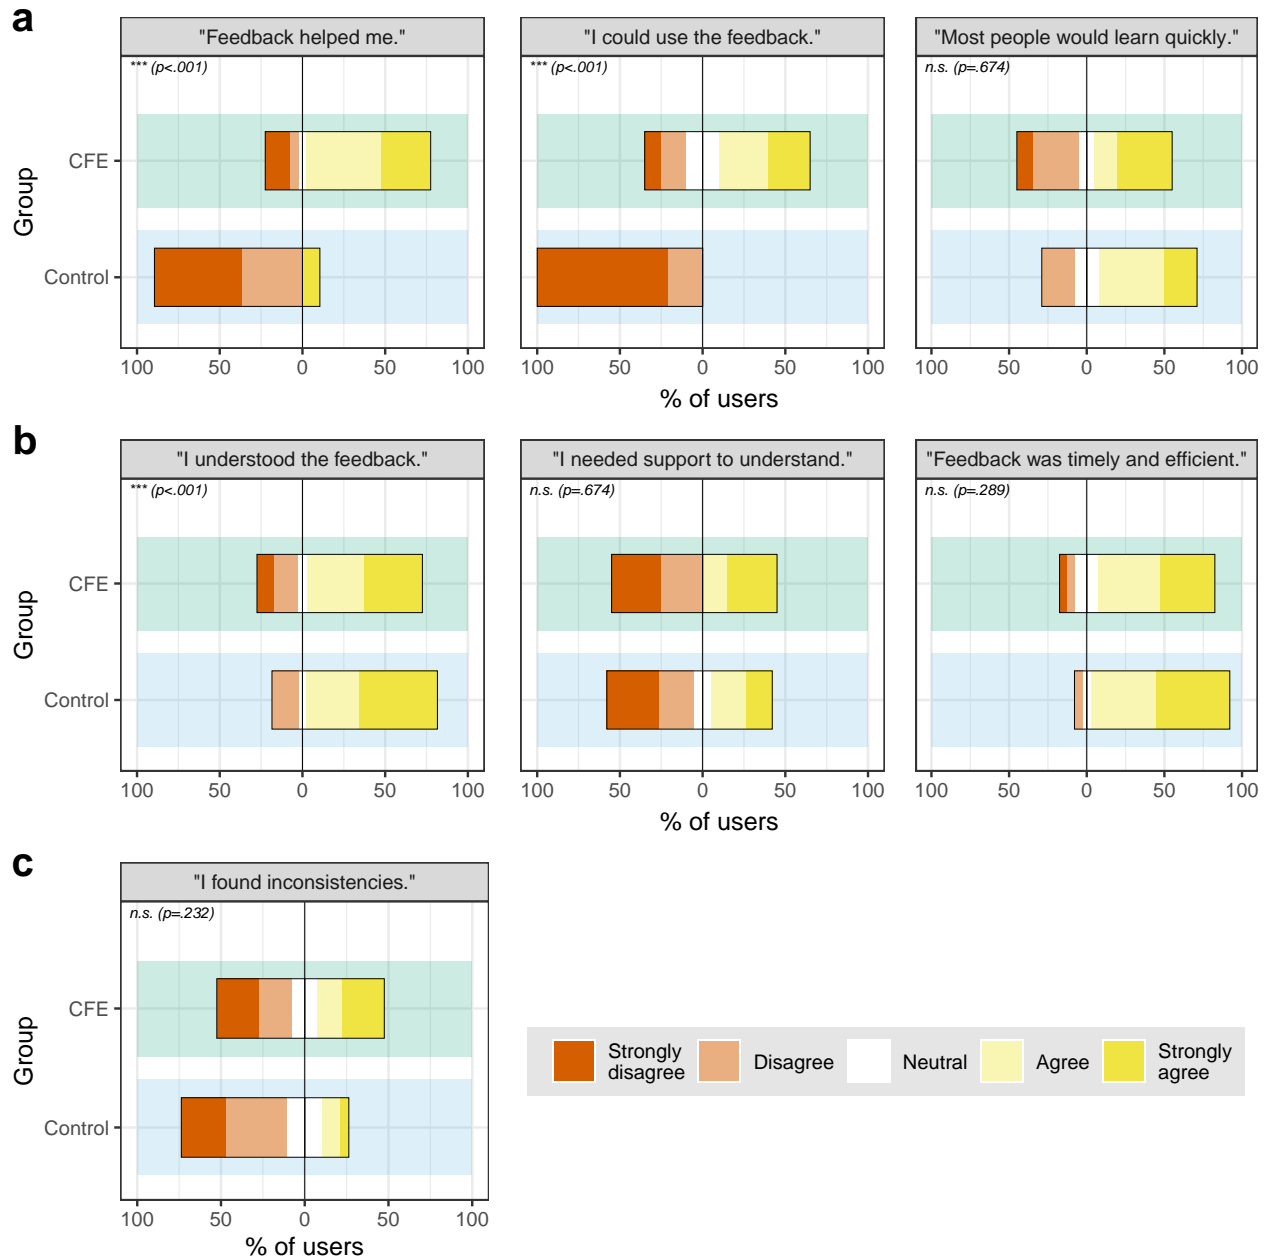 a
"Feedback helped me." "I could use the feedback." "Most people would learn quickly."
*** (p<.001) *** (p<.001) n.s. (p=.674)
Group
CFE
Control
100 50 0 50 100 100 50 0 50 100 100 50 0 50 100
% of users
b
"I understood the feedback." "I needed support to understand." "Feedback was timely and efficient."
*** (p<.001) n.s. (p=.674) n.s. (p=.289)
Group
CFE
Control
100 50 0 50 100 100 50 0 50 100 100 50 0 50 100
% of users
c
"I found inconsistencies."
n.s. (p=.232)
Group
CFE
Control
100 50 0 50 100
% of users
Strongly
disagree
Disagree
Neutral
Agree
Strongly
agree